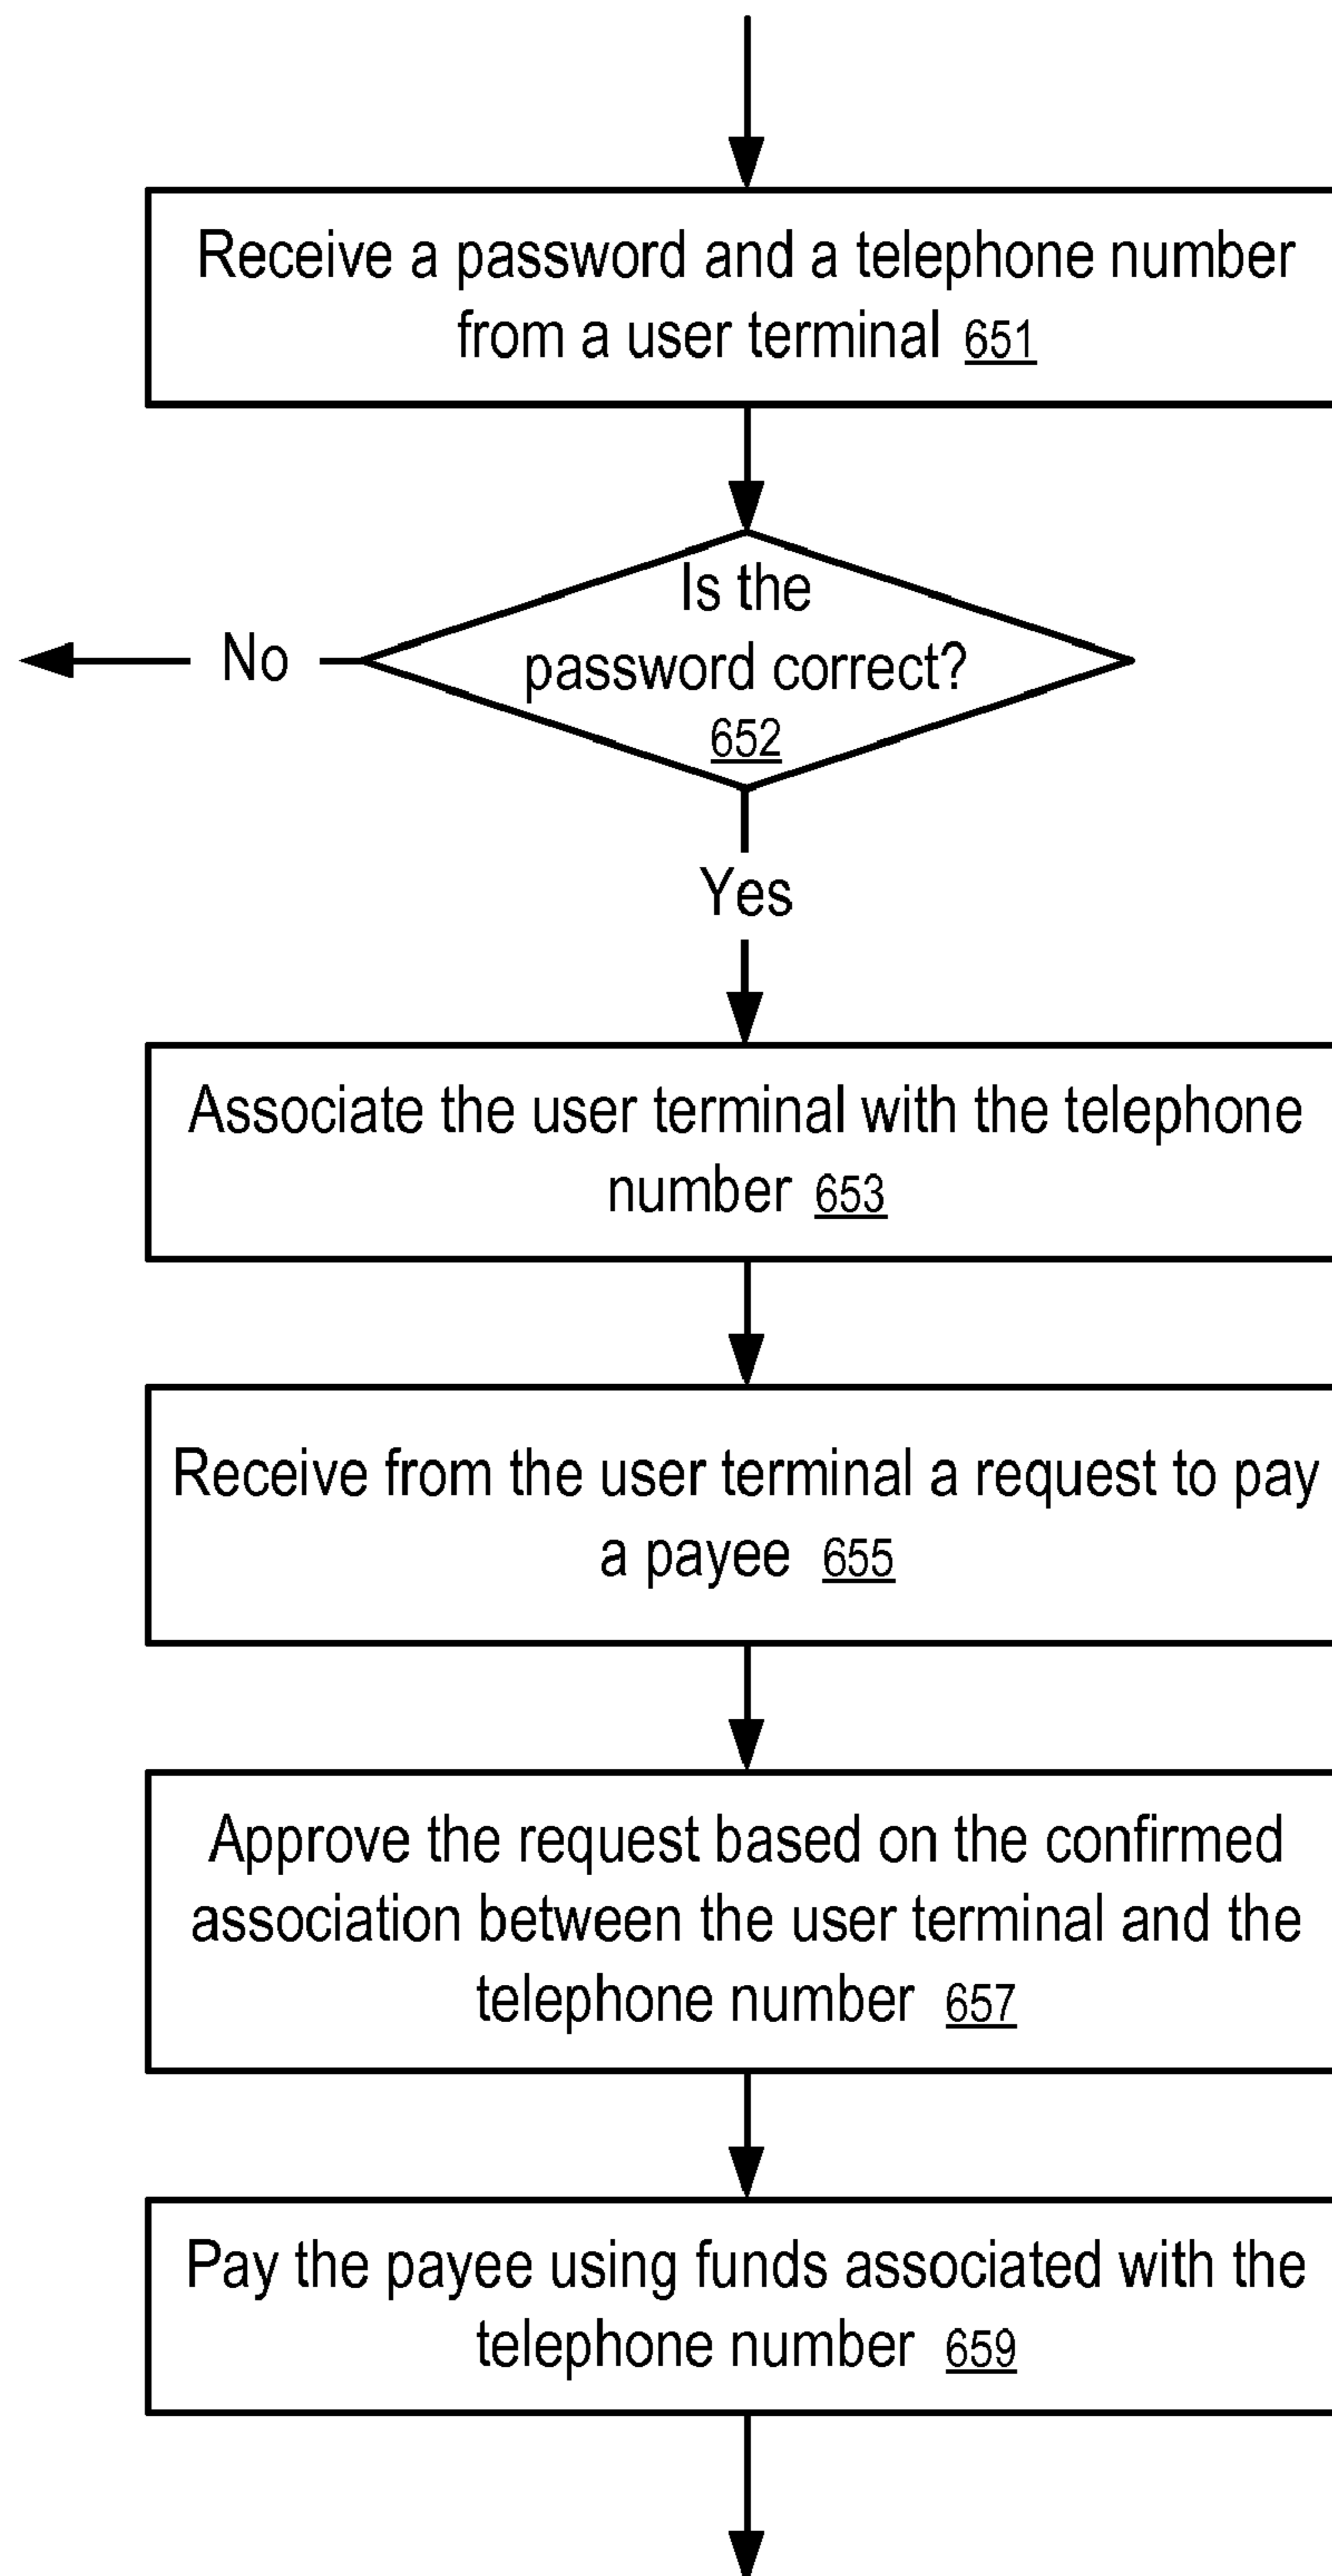 Receive a password and a telephone number
from a user terminal 651
Is the
password correct?
652
No
Yes
Associate the user terminal with the telephone
number 653
Receive from the user terminal a request to pay
a payee 655
Approve the request based on the confirmed
association between the user terminal and the
telephone number 657
Pay the payee using funds associated with the
telephone number 659